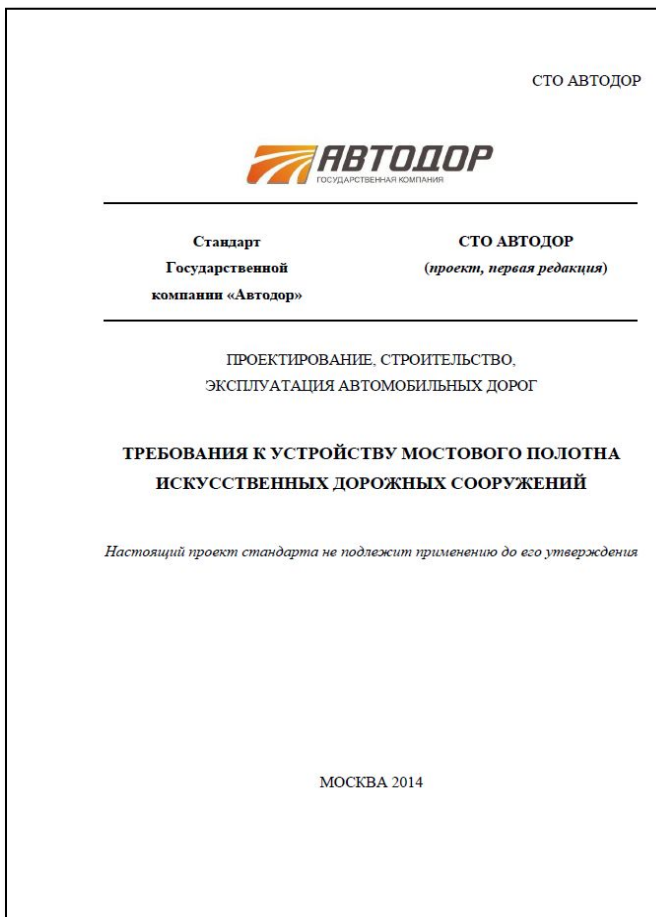 СТО АВТОДОР
АВТОДОР
ГОСУДАРСТВЕННАЯ КОМПАНИЯ
Стандарт
Государственной
компании «Автодор»
СТО АВТОДОР
(проект, первая редакция)
ПРОЕКТИРОВАНИЕ, СТРОИТЕЛЬСТВО,
ЭКСПЛУАТАЦИЯ АВТОМОБИЛЬНЫХ ДОРОГ
ТРЕБОВАНИЯ К УСТРОЙСТВУ МОСТОВОГО ПОЛОТНА
ИСКУССТВЕННЫХ ДОРОЖНЫХ СООРУЖЕНИЙ
Настоящий проект стандарта не подлежит применению до его утверждения
МОСКВА 2014